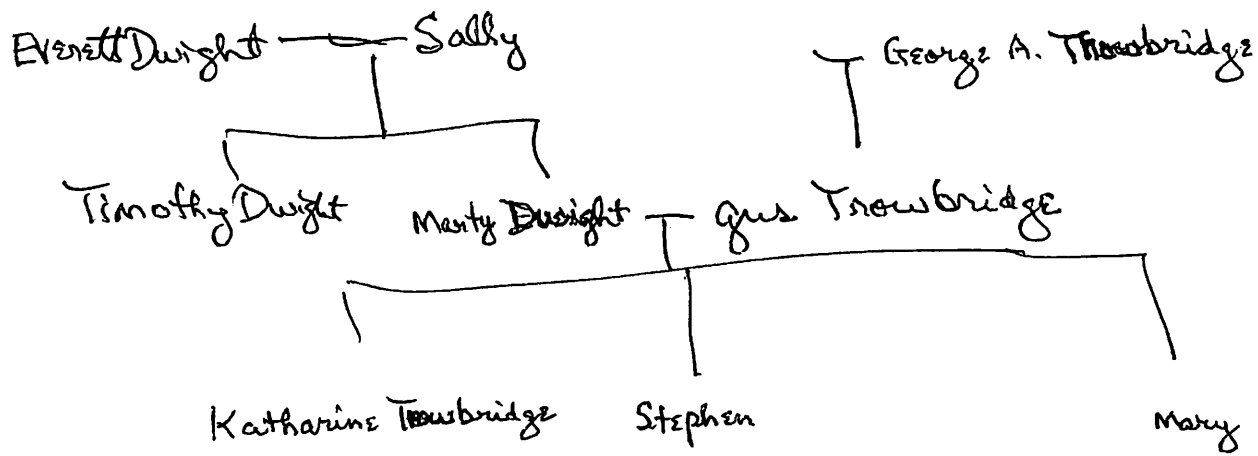 Everett Dwight Sally George A. Trowbridge
Timothy Dwight Marty Dwight Gus Trowbridge
Katharine Trowbridge Stephen Mary